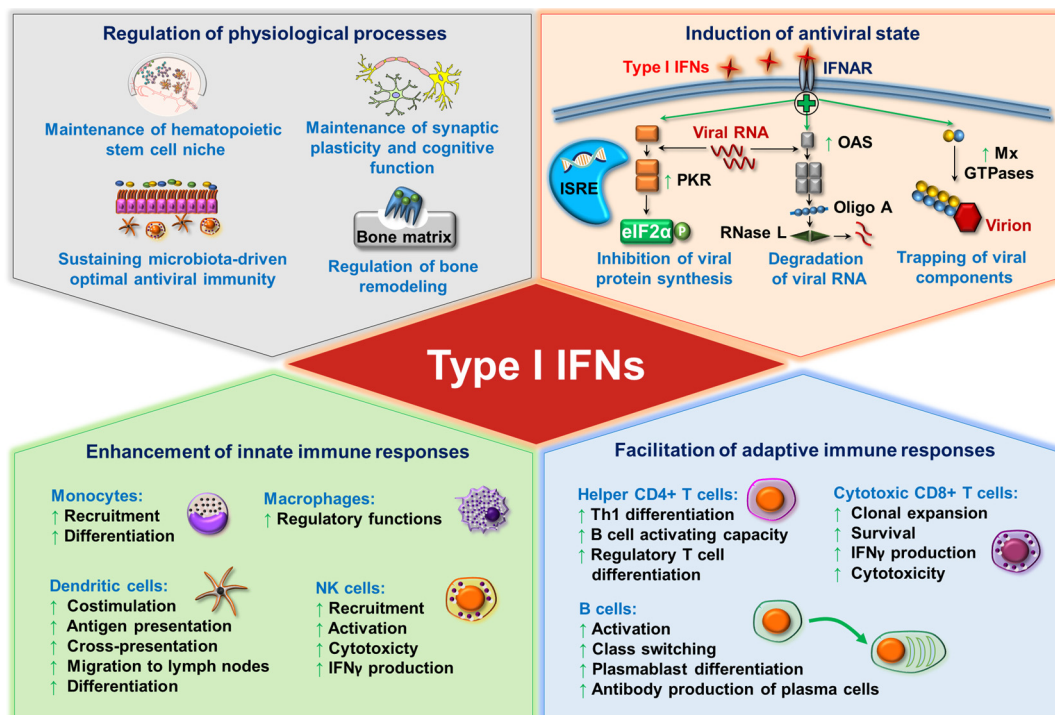 Regulation of physiological processes
Maintenance of hematopoietic
stem cell niche
Maintenance of synaptic
plasticity and cognitive
function
Sustaining microbiota-driven
optimal antiviral immunity
Bone matrix
Regulation of bone
remodeling
Induction of antiviral state
Type I IFNs
IFNAR
ISRE
Viral RNA
↑ PKR
eIF2α P
Inhibition of viral
protein synthesis
↑ OAS
Oligo A
RNase L
Degradation
of viral RNA
↑ Mx
GTPases
Virion
Trapping of viral
components
Type I IFNs
Enhancement of innate immune responses
Monocytes:
↑ Recruitment
↑ Differentiation
Macrophages:
↑ Regulatory functions
Dendritic cells:
↑ Costimulation
↑ Antigen presentation
↑ Cross-presentation
↑ Migration to lymph nodes
↑ Differentiation
NK cells:
↑ Recruitment
↑ Activation
↑ Cytotoxicty
↑ IFNγ production
Facilitation of adaptive immune responses
Helper CD4+ T cells:
↑ Th1 differentiation
↑ B cell activating capacity
↑ Regulatory T cell
differentiation
Cytotoxic CD8+ T cells:
↑ Clonal expansion
↑ Survival
↑ IFNγ production
↑ Cytotoxicity
B cells:
↑ Activation
↑ Class switching
↑ Plasmablast differentiation
↑ Antibody production of plasma cells